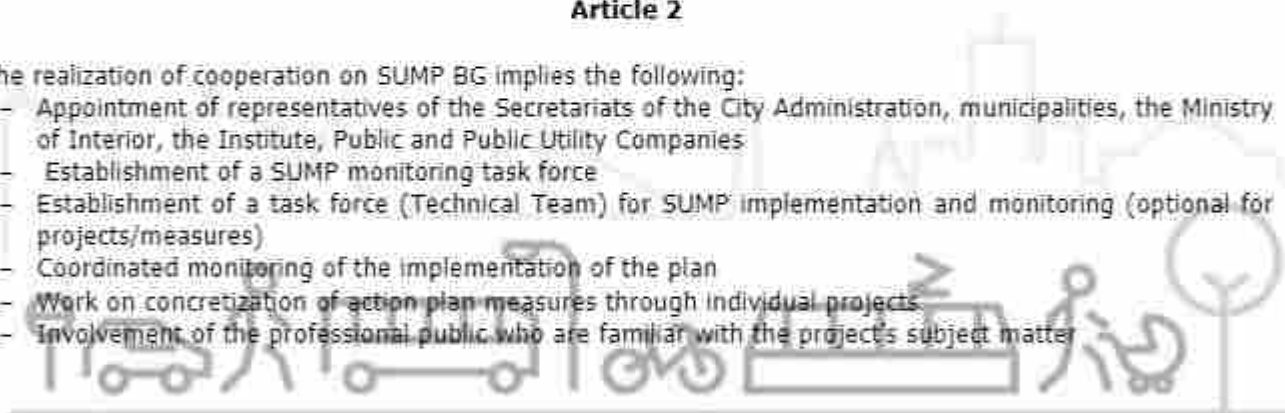 Article 2
he realization of cooperation on SUMP BG implies the following:
– Appointment of representatives of the Secretariats of the City Administration, municipalities, the Ministry
of Interior, the Institute, Public and Public Utility Companies
– Establishment of a SUMP monitoring task force
– Establishment of a task force (Technical Team) for SUMP implementation and monitoring (optional for
projects/measures)
– Coordinated monitoring of the implementation of the plan
– Work on concretization of action plan measures through individual projects
– Involvement of the professional public who are familiar with the project's subject matter